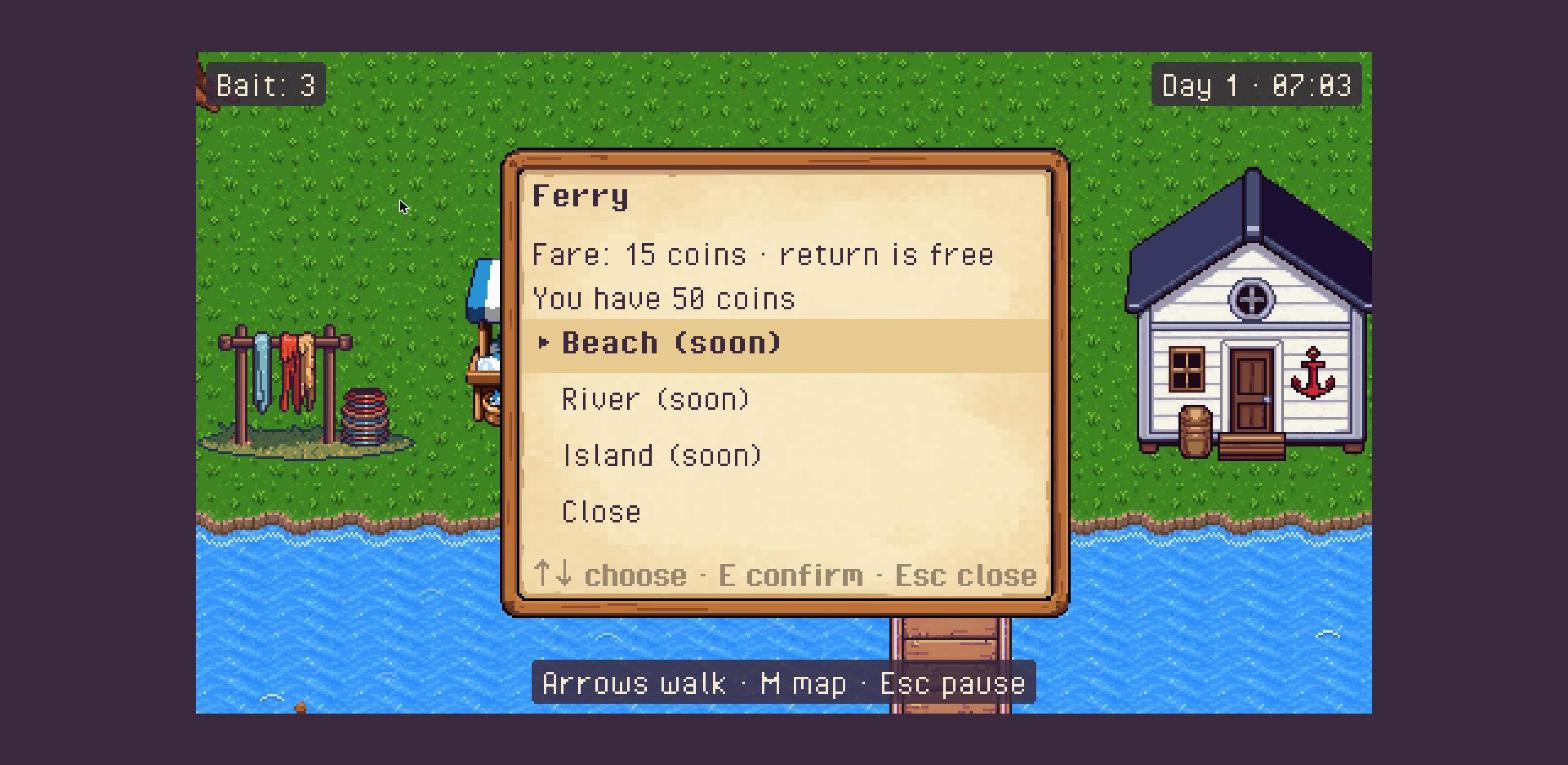 Bait: 3
Day 1 · 07:03
Ferry
Fare: 15 coins · return is free
You have 50 coins
▸ Beach (soon)
River (soon)
Island (soon)
Close
↑↓ choose · E confirm · Esc close
Arrows walk · M map · Esc pause